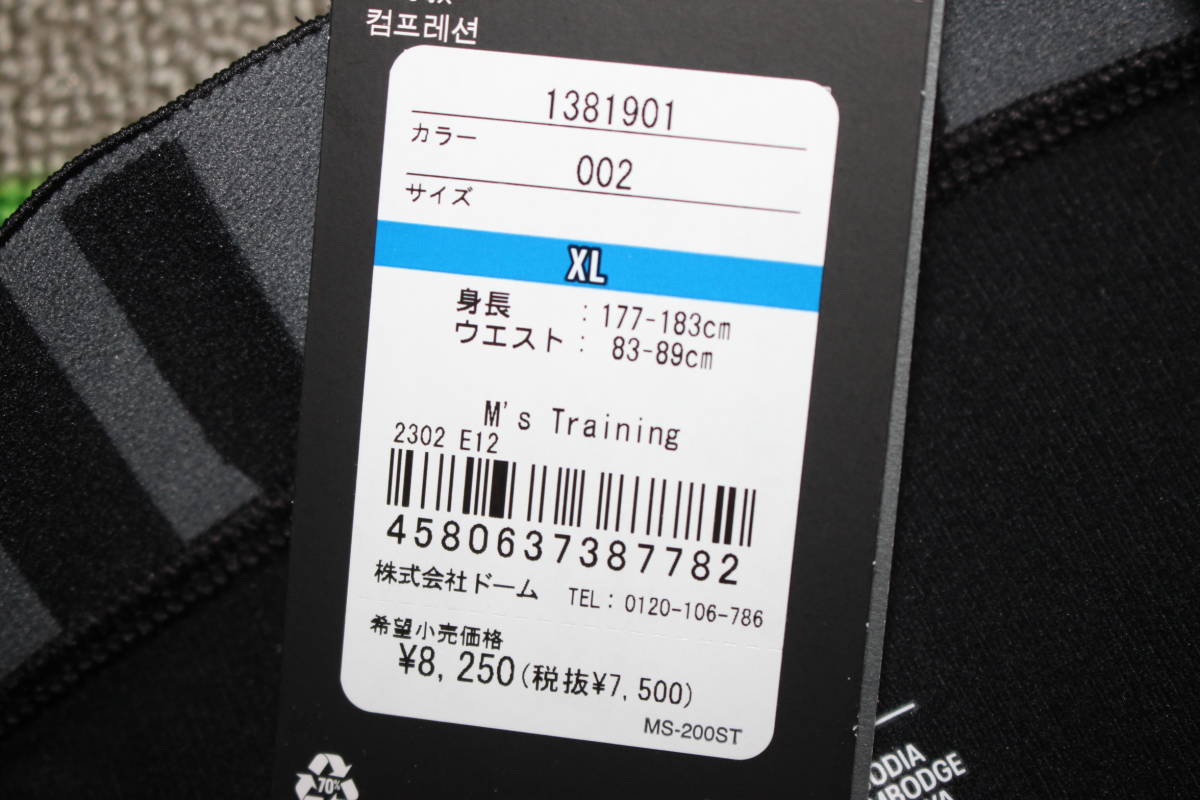 컴프레션
1381901
カラー
002
サイズ
XL
身長 : 177-183cm
ウエスト : 83-89cm
M's Training
2302 E12
4580637387782
株式会社ドーム TEL: 0120-106-786
希望小売価格
¥8,250(税抜¥7,500)
MS-200ST
70%